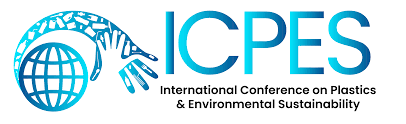 ICPES
International Conference on Plastics
& Environmental Sustainability